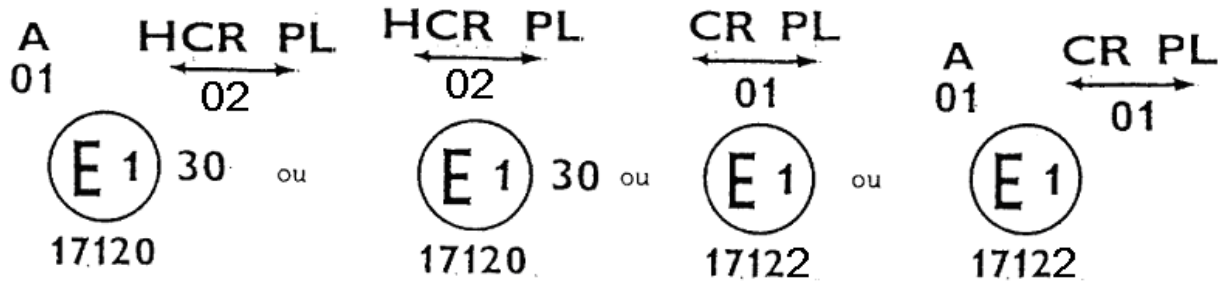 A HCR PL HCR PL CR PL A CR PL
01 02 02 01 01 01
E 1 30 ou E 1 30 ou E 1 ou E 1
17120 17120 17122 17122